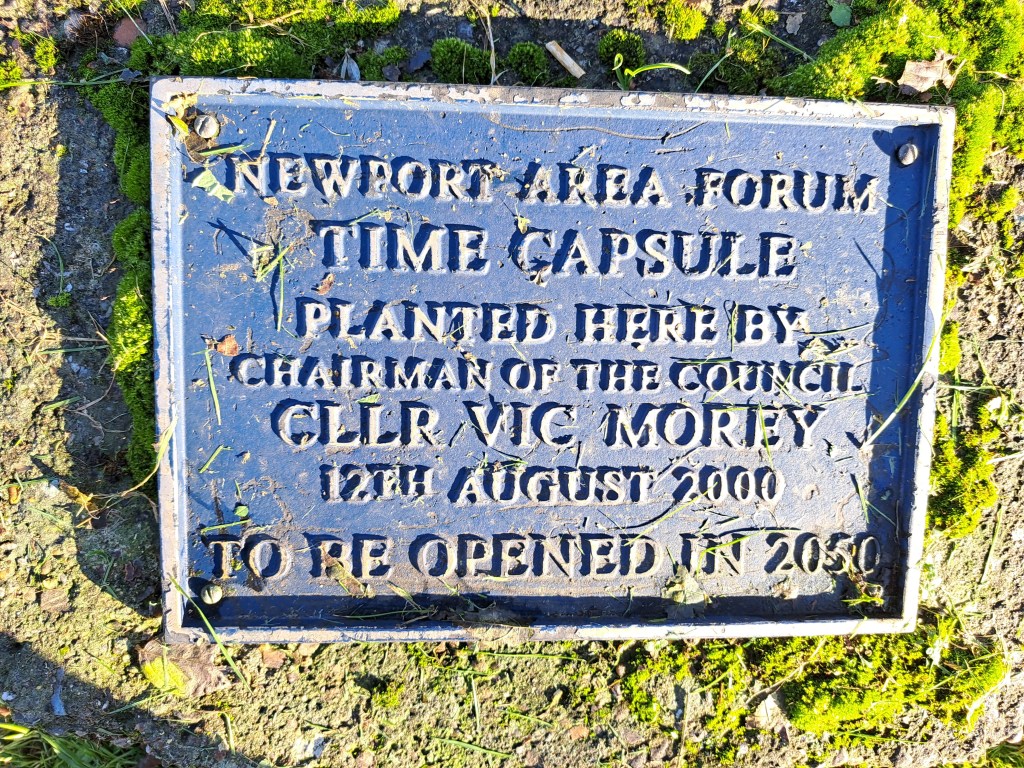 NEWPORT AREA FORUM
TIME CAPSULE
PLANTED HERE BY
CHAIRMAN OF THE COUNCIL
CLLR VIC MOREY
12TH AUGUST 2000
TO BE OPENED IN 2050